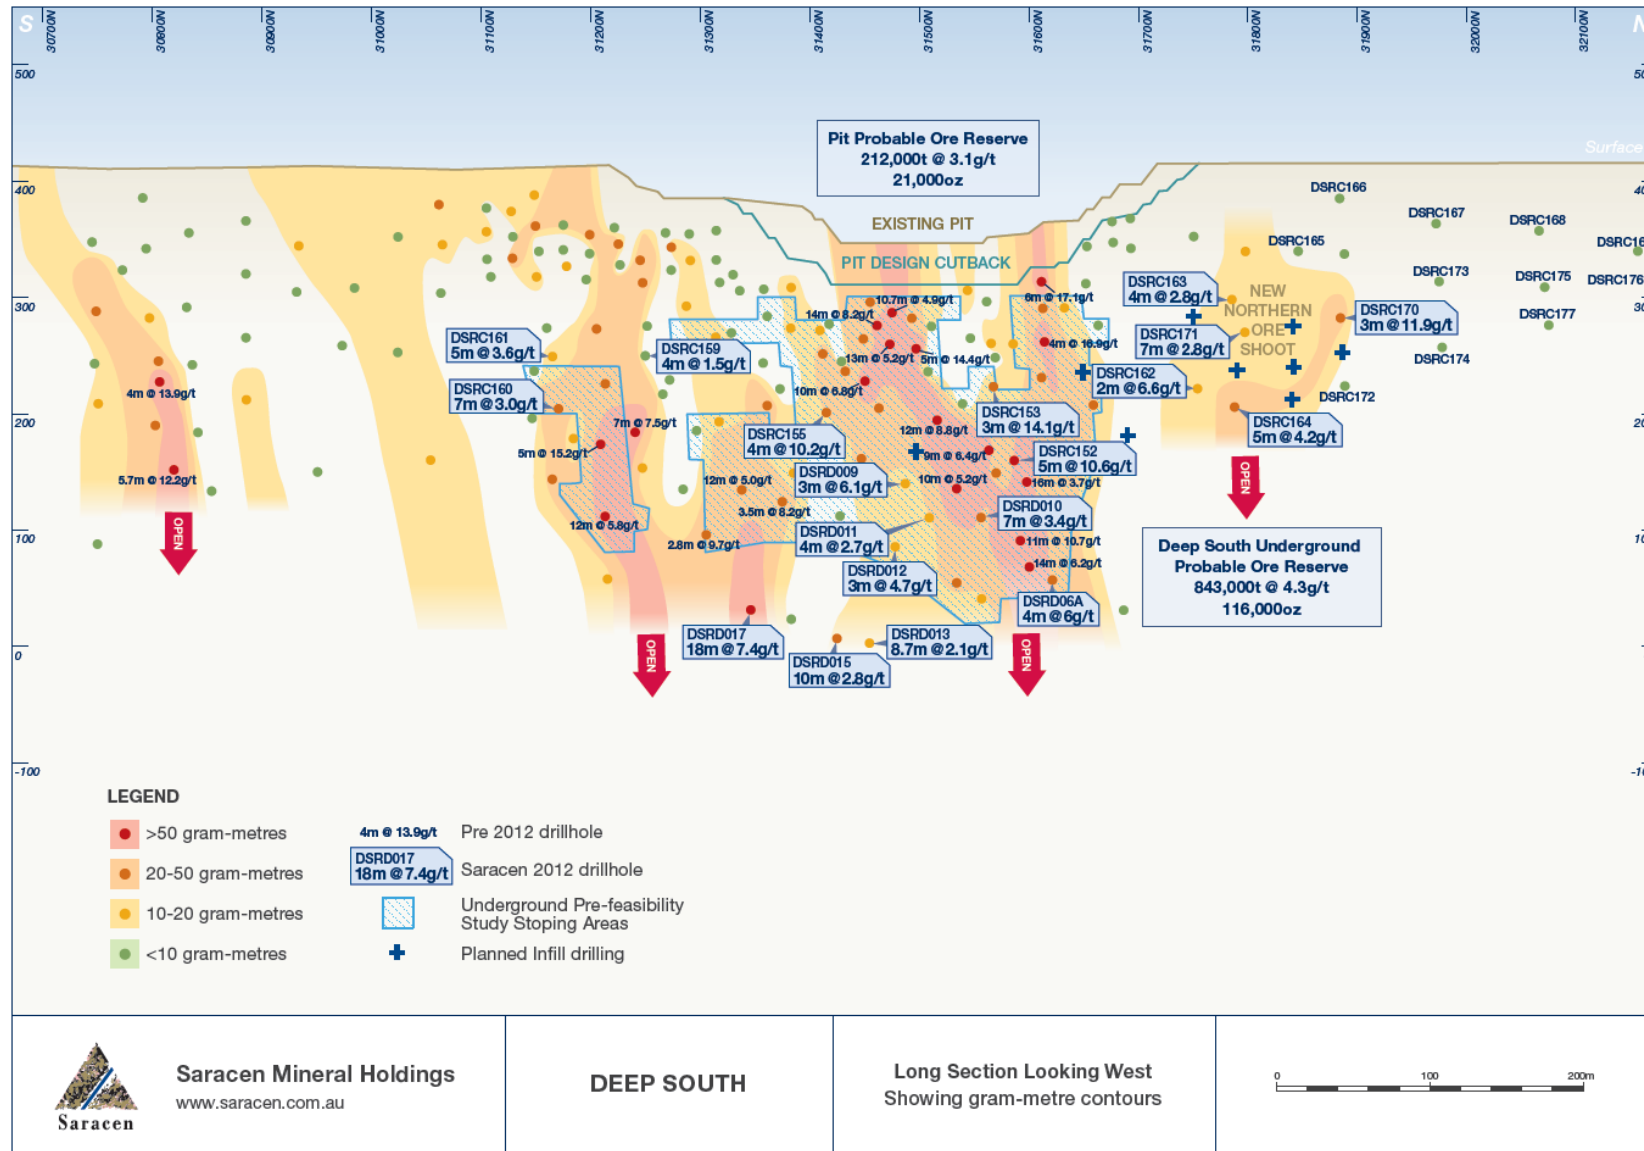 S
N
30700N
30800N
30900N
31000N
31100N
31200N
31300N
31400N
31500N
31600N
31700N
31800N
31900N
32000N
32100N
500
400
300
200
100
0
-100
Surface
Pit Probable Ore Reserve
212,000t @ 3.1g/t
21,000oz
EXISTING PIT
PIT DESIGN CUTBACK
DSRC166
DSRC167
DSRC168
DSRC165
DSRC173
DSRC175
DSRC176
DSRC177
DSRC174
DSRC172
NEW
NORTHERN
ORE
SHOOT
DSRC163
4m @ 2.8g/t
DSRC171
7m @ 2.8g/t
DSRC170
3m @ 11.9g/t
DSRC162
2m @ 6.6g/t
DSRC164
5m @ 4.2g/t
DSRC161
5m @ 3.6g/t
DSRC160
7m @ 3.0g/t
DSRC159
4m @ 1.5g/t
DSRC155
4m @ 10.2g/t
DSRC153
3m @ 14.1g/t
DSRC152
5m @ 10.6g/t
DSRD009
3m @ 6.1g/t
DSRD010
7m @ 3.4g/t
DSRD011
4m @ 2.7g/t
DSRD012
3m @ 4.7g/t
DSRD06A
4m @ 6g/t
DSRD017
18m @ 7.4g/t
DSRD015
10m @ 2.8g/t
DSRD013
8.7m @ 2.1g/t
10.7m @ 4.9g/t
14m @ 8.2g/t
6m @ 17.1g/t
13m @ 5.2g/t
5m @ 14.4g/t
4m @ 16.9g/t
10m @ 6.8g/t
4m @ 13.9g/t
7m @ 7.5g/t
12m @ 8.8g/t
5m @ 15.2g/t
9m @ 6.4g/t
5.7m @ 12.2g/t
12m @ 5.0g/t
10m @ 5.2g/t
16m @ 3.7g/t
3.5m @ 8.2g/t
12m @ 5.8g/t
2.8m @ 9.7g/t
11m @ 10.7g/t
14m @ 6.2g/t
OPEN
OPEN
OPEN
OPEN
Deep South Underground
Probable Ore Reserve
843,000t @ 4.3g/t
116,000oz
LEGEND
>50 gram-metres
20-50 gram-metres
10-20 gram-metres
<10 gram-metres
4m @ 13.9g/t Pre 2012 drillhole
DSRD017
18m @ 7.4g/t
Saracen 2012 drillhole
Underground Pre-feasibility
Study Stoping Areas
Planned Infill drilling
Saracen
Saracen Mineral Holdings
www.saracen.com.au
DEEP SOUTH
Long Section Looking West
Showing gram-metre contours
0 100 200m